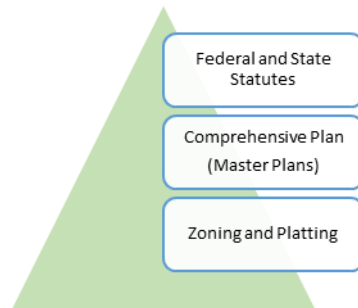 Federal and State
Statutes
Comprehensive Plan
(Master Plans)
Zoning and Platting